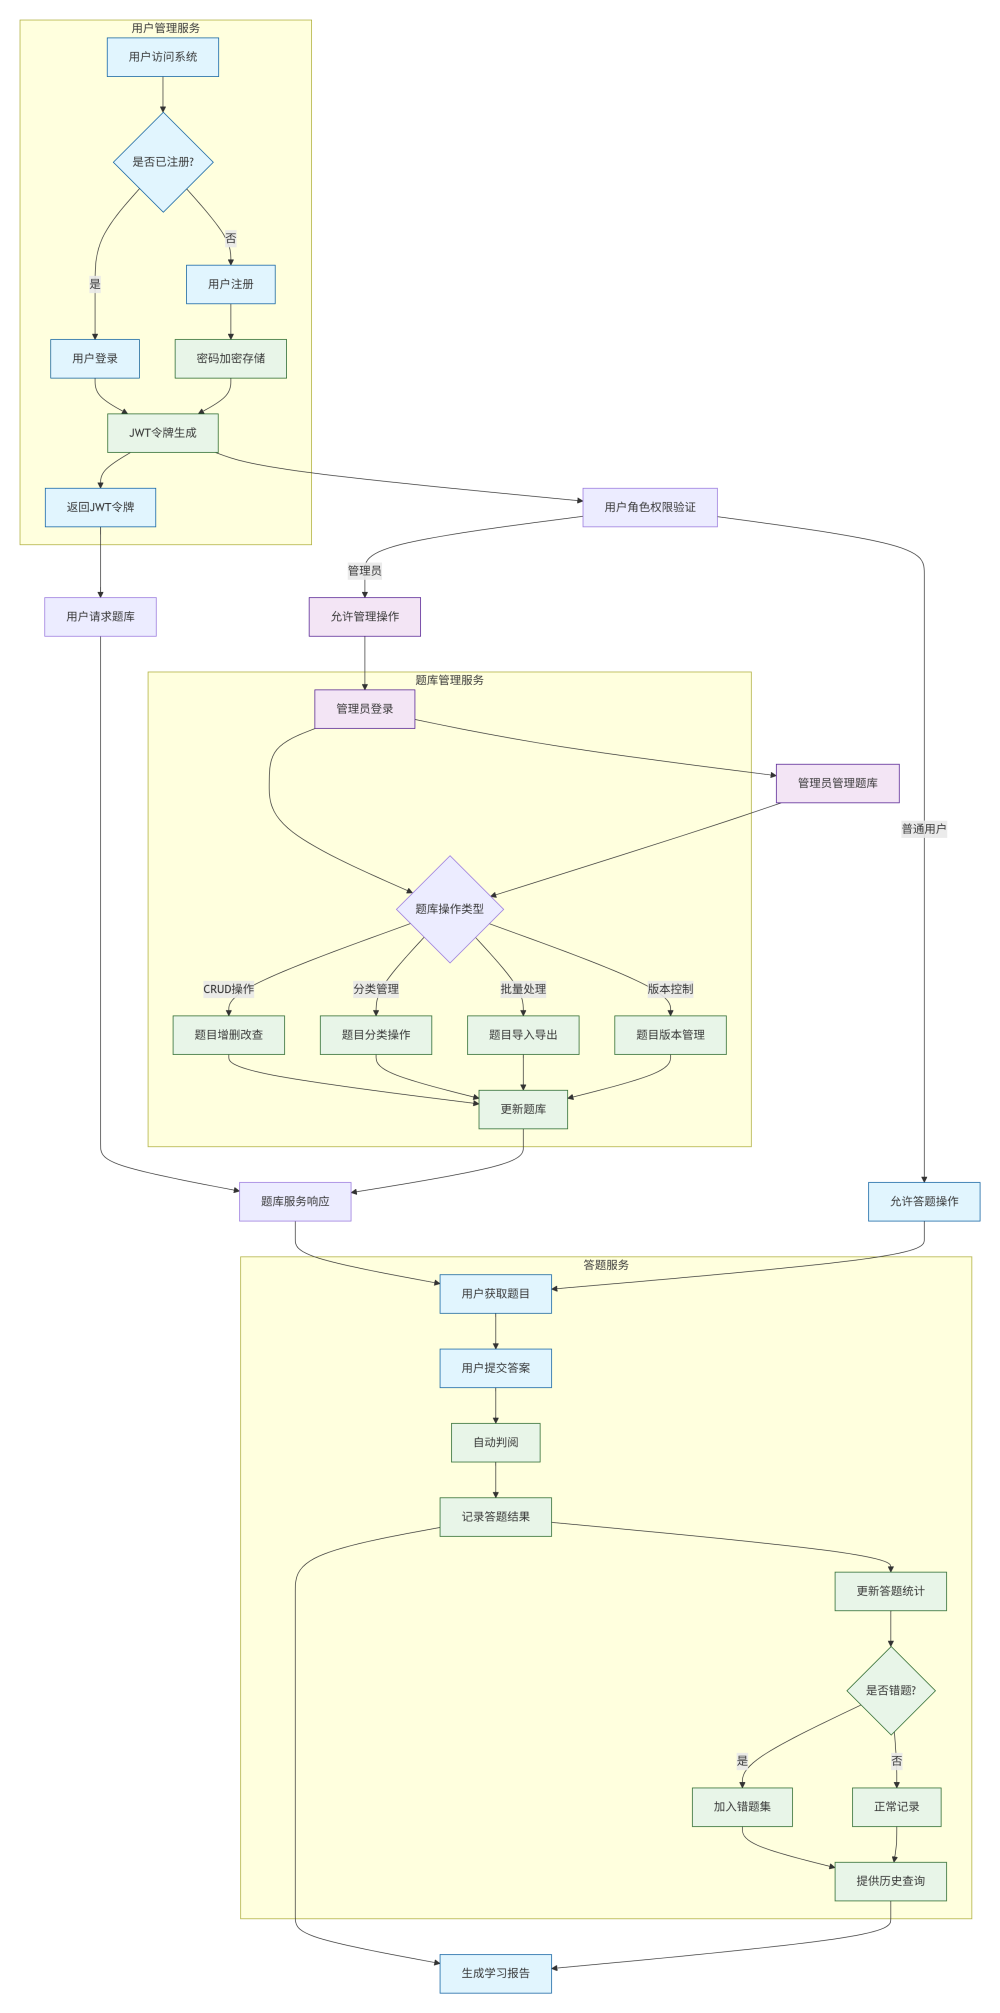 用户管理服务
用户访问系统
是否已注册?
否
是
用户注册
用户登录
密码加密存储
JWT令牌生成
返回JWT令牌
用户角色权限验证
管理员
用户请求题库
允许管理操作
题库管理服务
管理员登录
管理员管理题库
普通用户
题库操作类型
CRUD操作
分类管理
批量处理
版本控制
题目增删改查
题目分类操作
题目导入导出
题目版本管理
更新题库
题库服务响应
允许答题操作
答题服务
用户获取题目
用户提交答案
自动判阅
记录答题结果
更新答题统计
是否错题?
是
否
加入错题集
正常记录
提供历史查询
生成学习报告